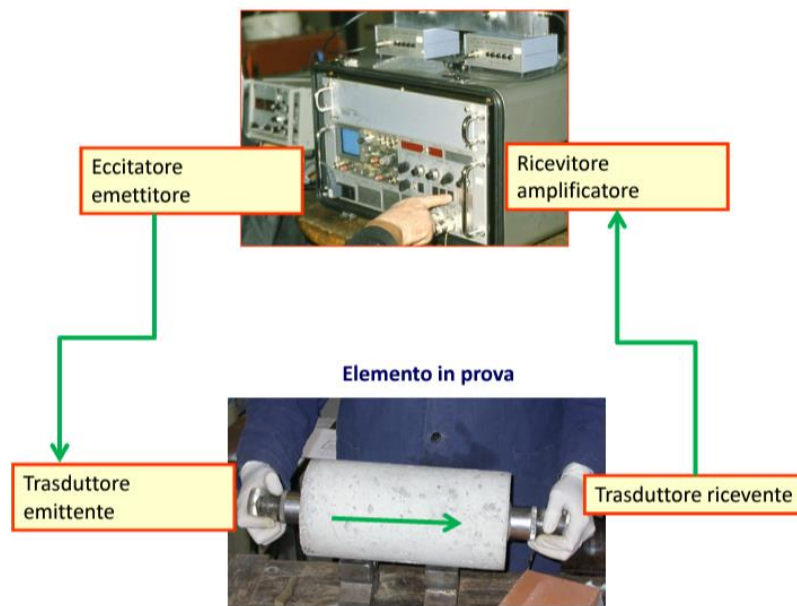 Eccitatore
emettitore
Ricevitore
amplificatore
Elemento in prova
Trasduttore
emittente
Trasduttore ricevente